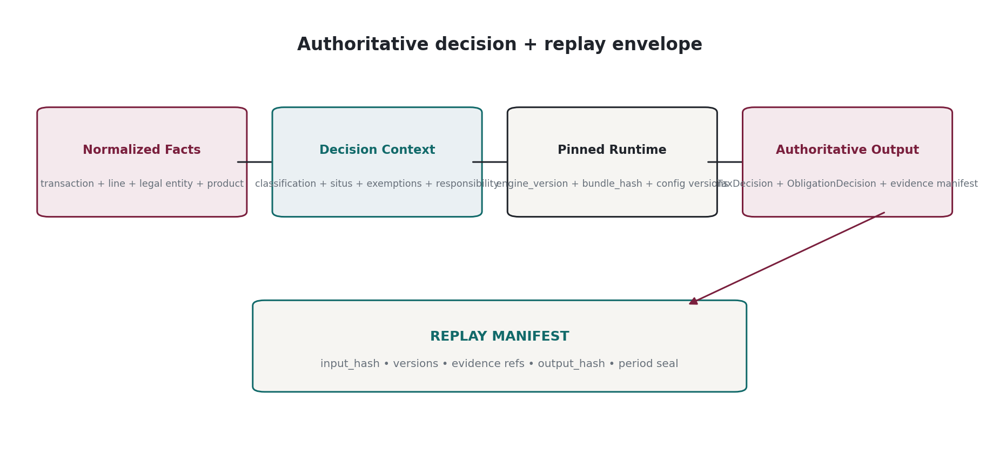 Authoritative decision + replay envelope
Normalized Facts
transaction + line + legal entity + product
Decision Context
classification + situs + exemptions + responsibility
Pinned Runtime
engine_version + bundle_hash + config versions
Authoritative Output
TaxDecision + ObligationDecision + evidence manifest
REPLAY MANIFEST
input_hash • versions • evidence refs • output_hash • period seal